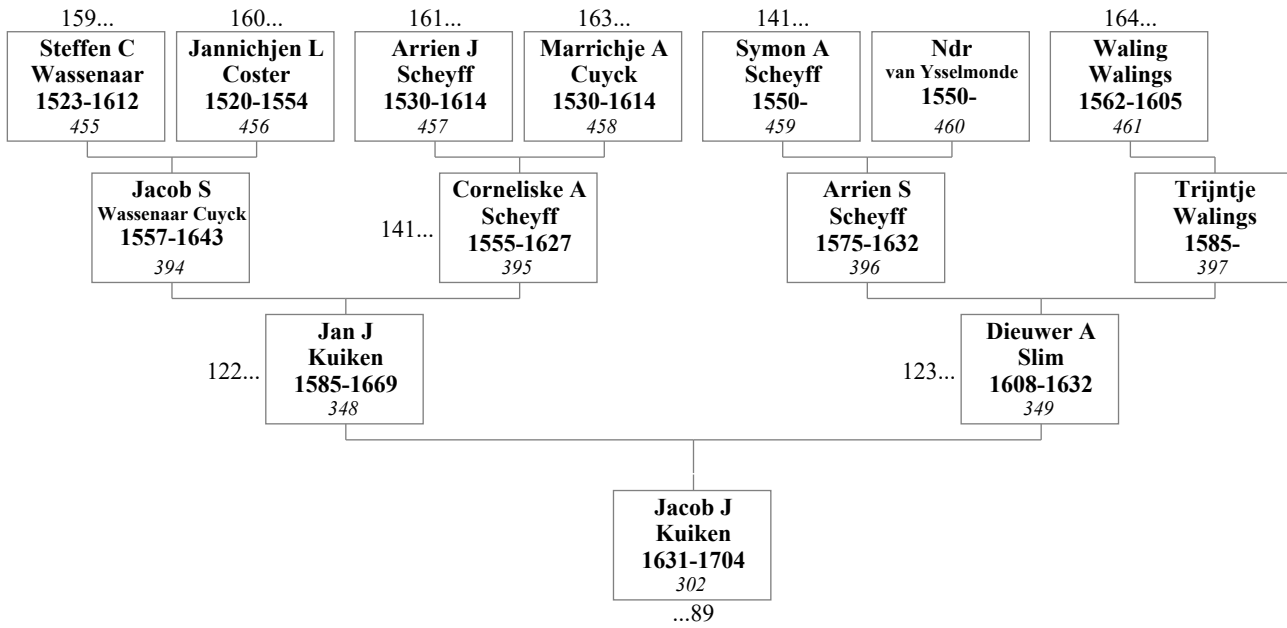 159...
160...
161...
163...
141...
164...
Steffen C
Wassenaar
1523-1612
455
Jannichjen L
Coster
1520-1554
456
Arrien J
Scheyff
1530-1614
457
Marrichje A
Cuyck
1530-1614
458
Symon A
Scheyff
1550-
459
Ndr
van Ysselmonde
1550-
460
Waling
Walings
1562-1605
461
Jacob S
Wassenaar Cuyck
1557-1643
394
141...
Corneliske A
Scheyff
1555-1627
395
Arrien S
Scheyff
1575-1632
396
Trijntje
Walings
1585-
397
122...
Jan J
Kuiken
1585-1669
348
123...
Dieuwer A
Slim
1608-1632
349
Jacob J
Kuiken
1631-1704
302
...89